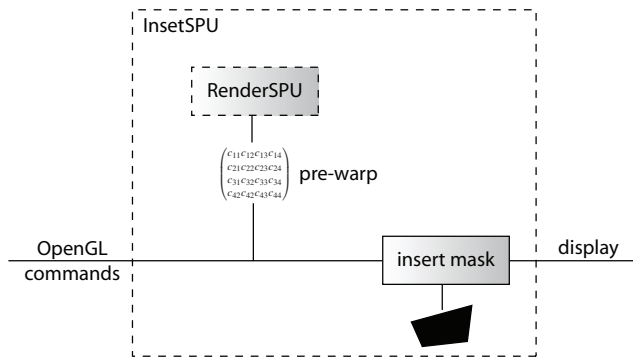 InsetSPU
RenderSPU
c11c12c13c14
c21c22c23c24
c31c32c33c34
c42c42c43c44
pre-warp
OpenGL
commands
insert mask
display